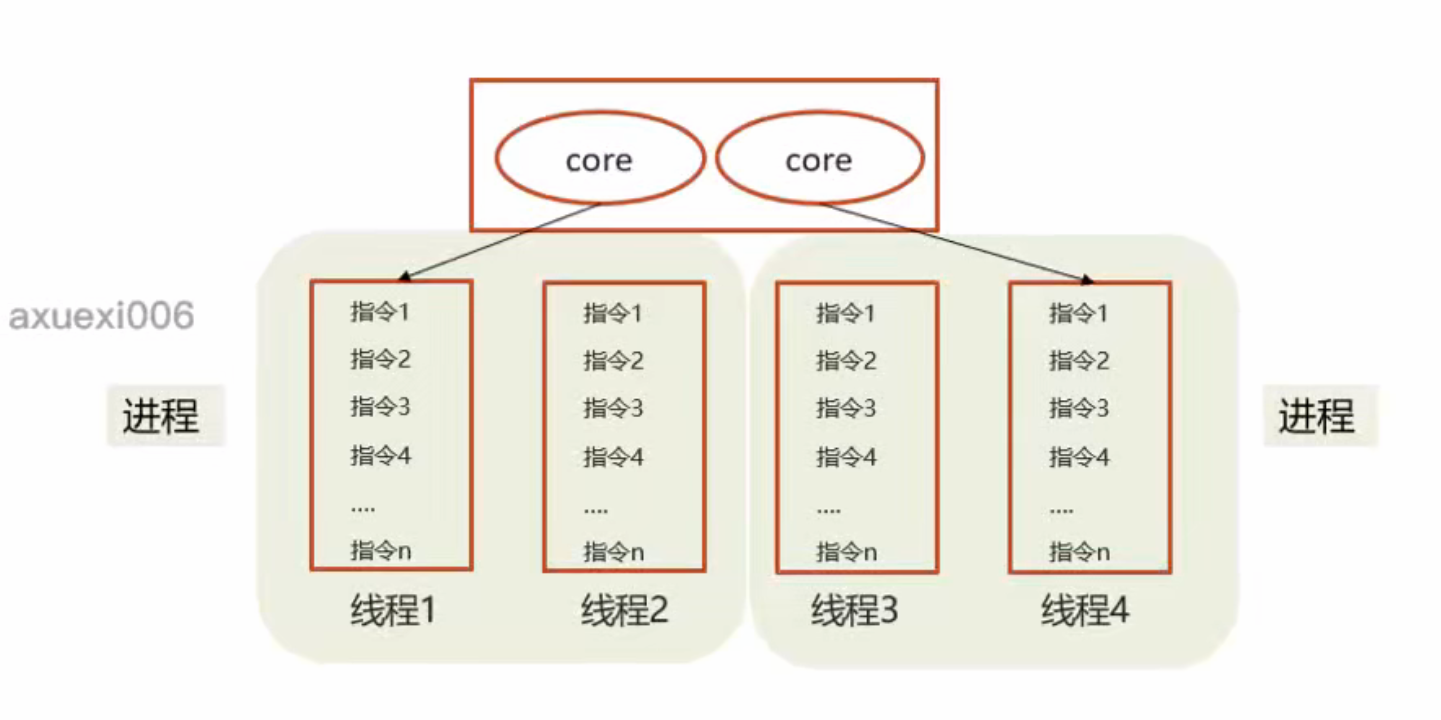 core
core
axuexi006
进程
指令1
指令2
指令3
指令4
....
指令n
线程1
指令1
指令2
指令3
指令4
....
指令n
线程2
指令1
指令2
指令3
指令4
....
指令n
线程3
指令1
指令2
指令3
指令4
....
指令n
线程4
进程